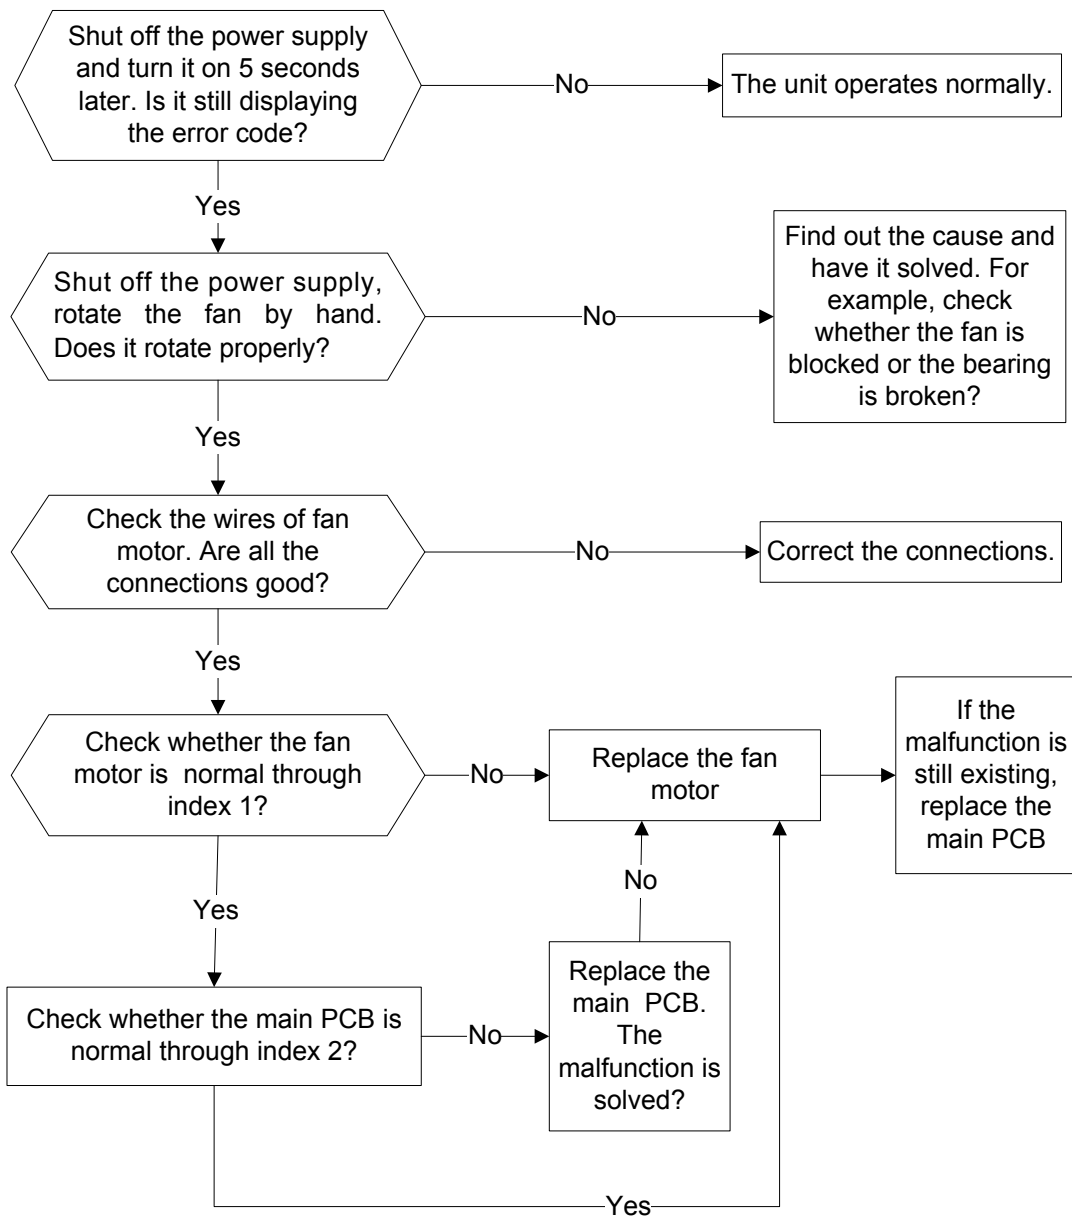 Shut off the power supply
and turn it on 5 seconds
later. Is it still displaying
the error code?
No
The unit operates normally.
Yes
Shut off the power supply,
rotate the fan by hand.
Does it rotate properly?
No
Find out the cause and
have it solved. For
example, check
whether the fan is
blocked or the bearing
is broken?
Yes
Check the wires of fan
motor. Are all the
connections good?
No
Correct the connections.
Yes
Check whether the fan
motor is normal through
index 1?
No
Replace the fan
motor
If the
malfunction is
still existing,
replace the
main PCB
Yes
No
Check whether the main PCB is
normal through index 2?
No
Replace the
main PCB.
The
malfunction is
solved?
Yes